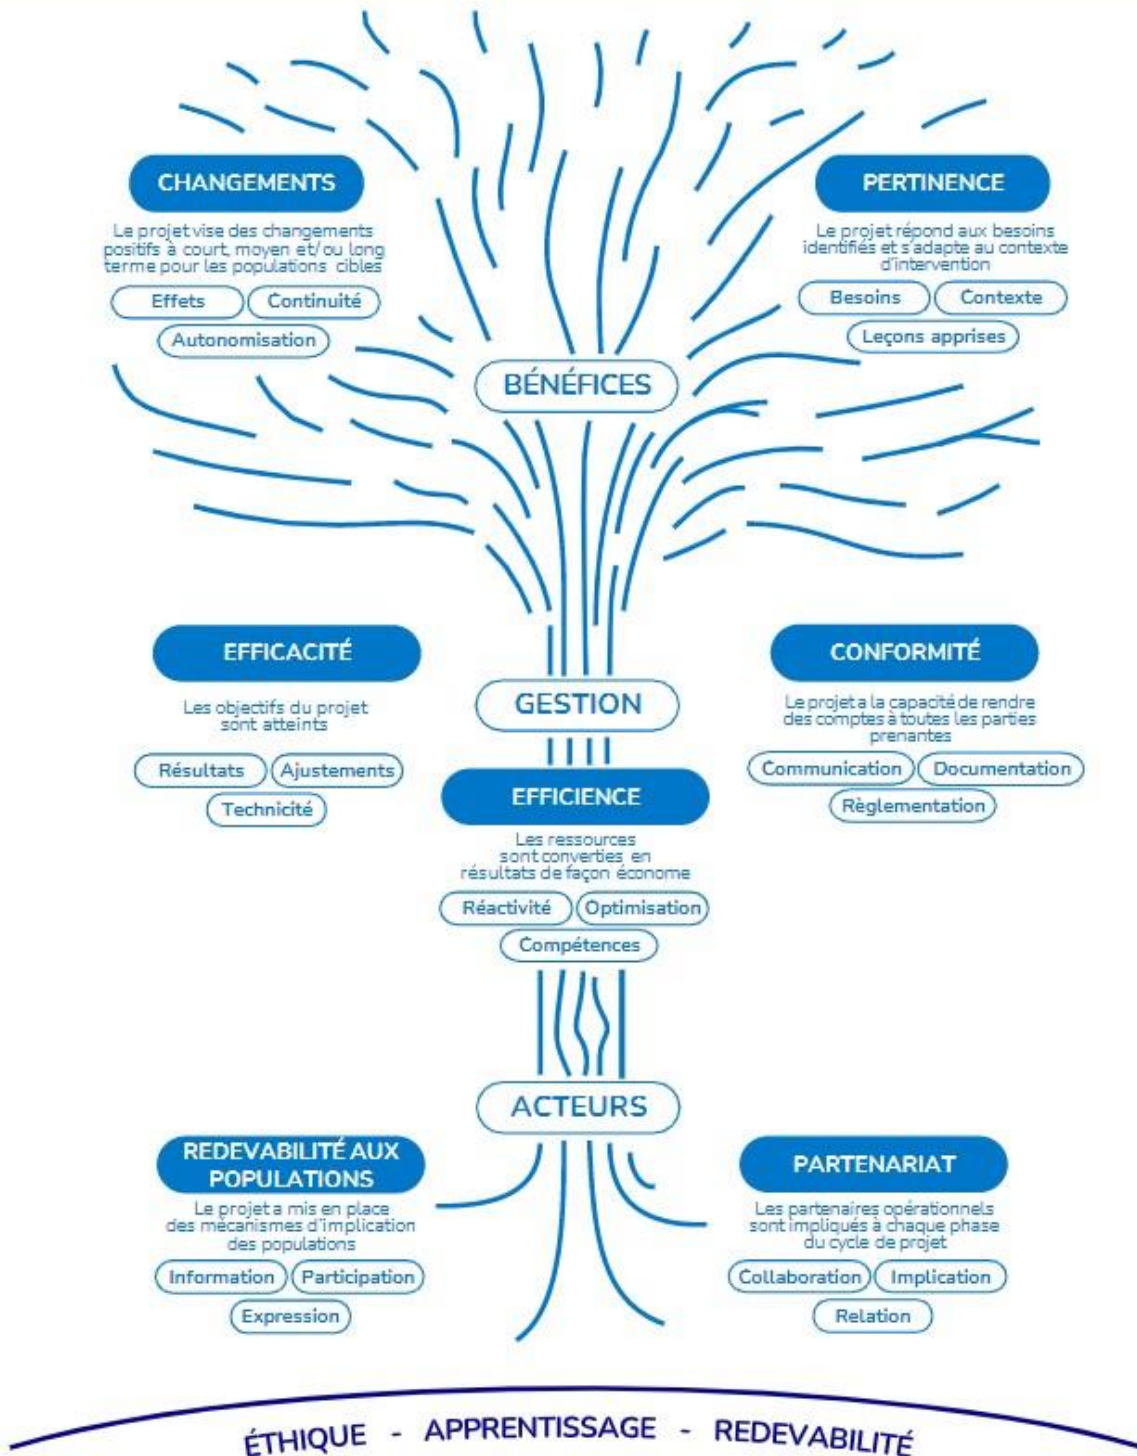 CHANGEMENTS
Le projet vise des changements
positifs à court, moyen et/ou long
terme pour les populations cibles
Effets
Continuité
Autonomisation
PERTINENCE
Le projet répond aux besoins
identifiés et s'adapte au contexte
d'intervention
Besoins
Contexte
Leçons apprises
BÉNÉFICES
EFFICACITÉ
Les objectifs du projet
sont atteints
Résultats
Ajustements
Technicité
GESTION
CONFORMITÉ
Le projet a la capacité de rendre
des comptes à toutes les parties
prenantes
Communication
Documentation
Règlementation
EFFICIENCE
Les ressources
sont converties en
résultats de façon économe
Réactivité
Optimisation
Compétences
ACTEURS
REDEVABILITÉ AUX
POPULATIONS
Le projet a mis en place
des mécanismes d'implication
des populations
Information
Participation
Expression
PARTENARIAT
Les partenaires opérationnels
sont impliqués à chaque phase
du cycle de projet
Collaboration
Implication
Relation
ÉTHIQUE - APPRENTISSAGE - REDEVABILITÉ